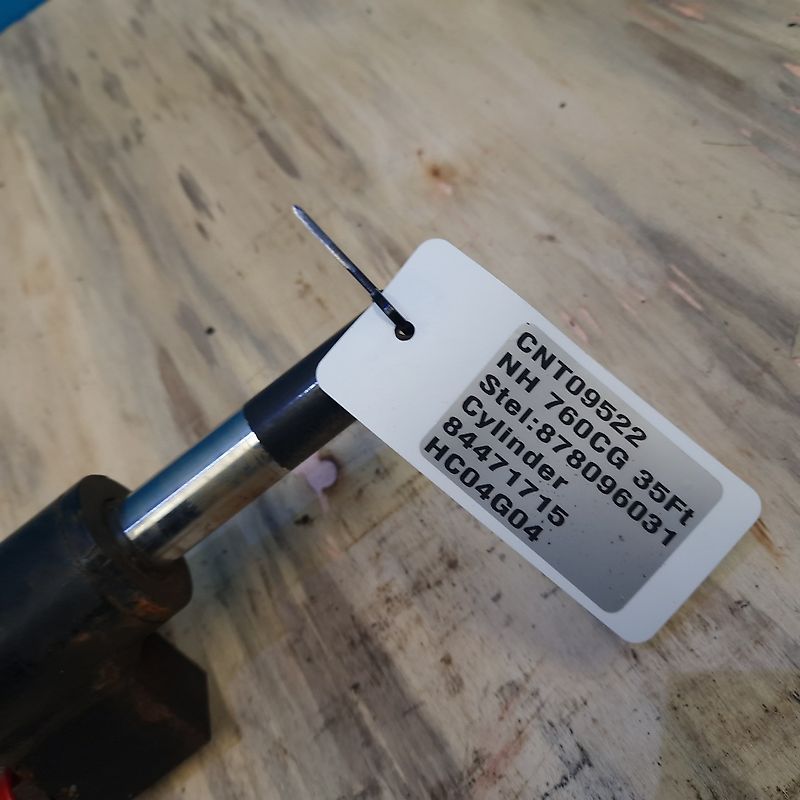 CNT09522
NH 760CG 35Ft
Stel:878096031
Cylinder
84471715
HC04G04